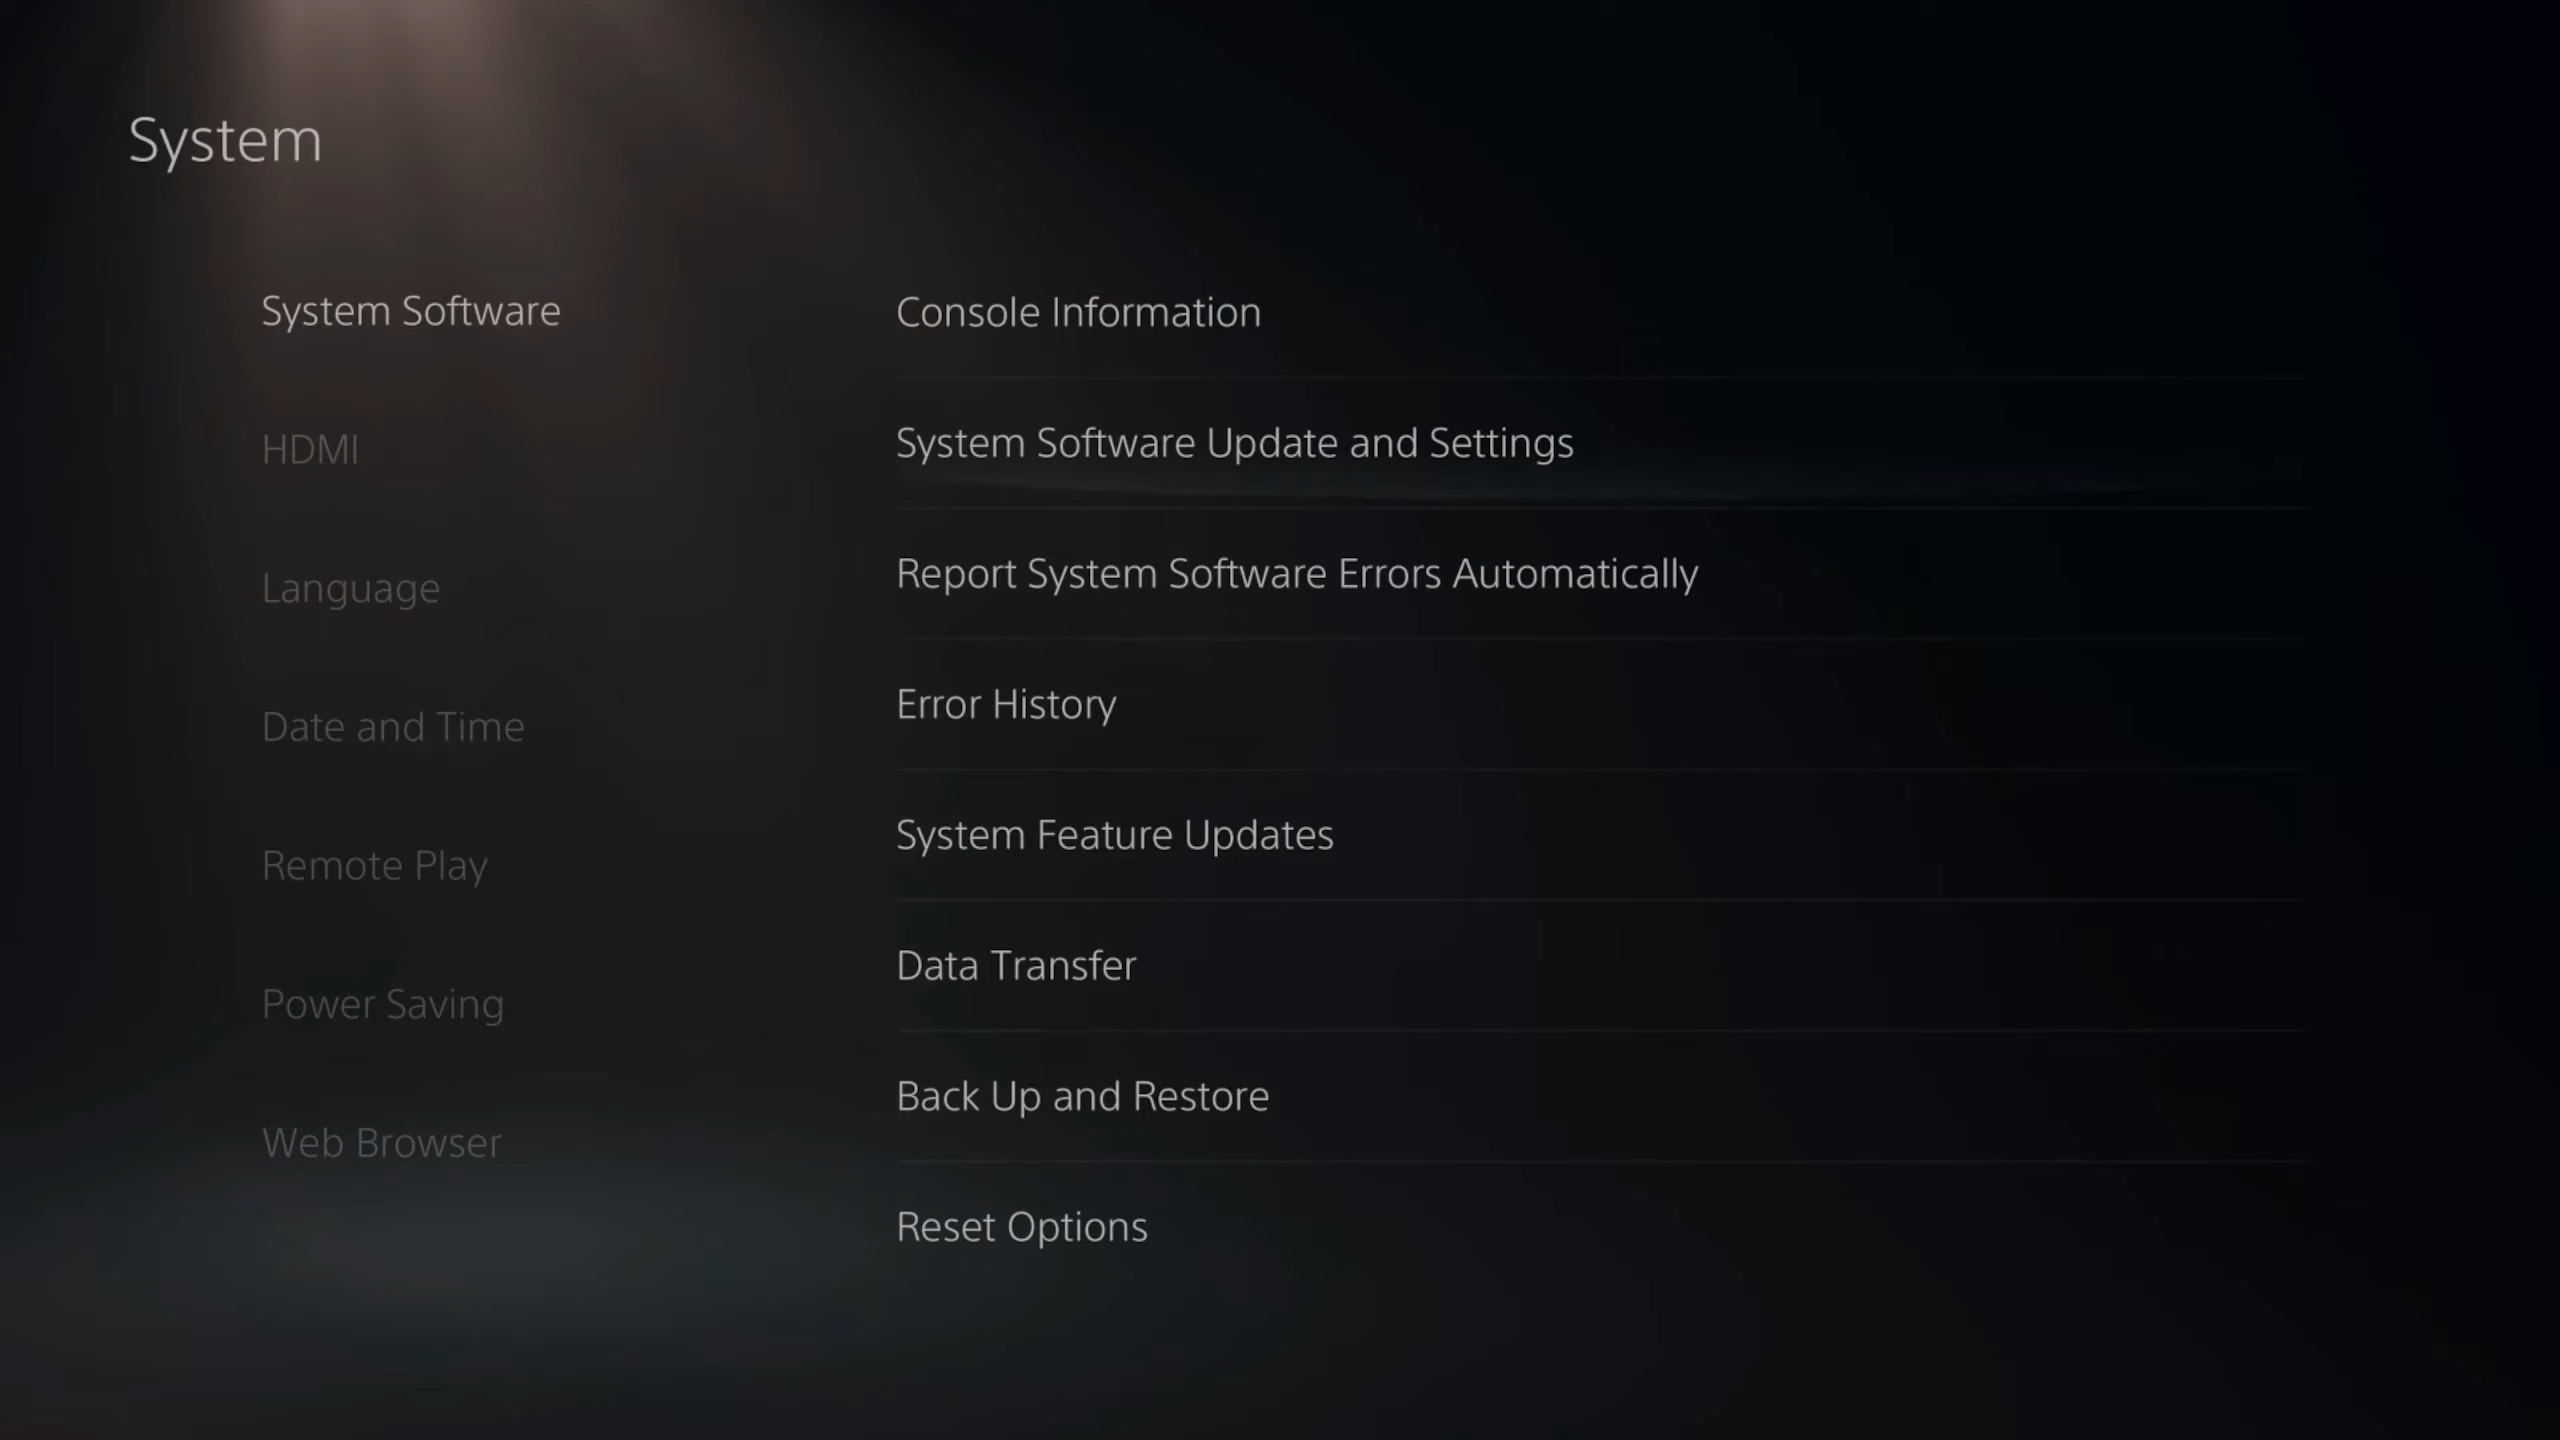 System
System Software
HDMI
Language
Date and Time
Remote Play
Power Saving
Web Browser
Console Information
System Software Update and Settings
Report System Software Errors Automatically
Error History
System Feature Updates
Data Transfer
Back Up and Restore
Reset Options